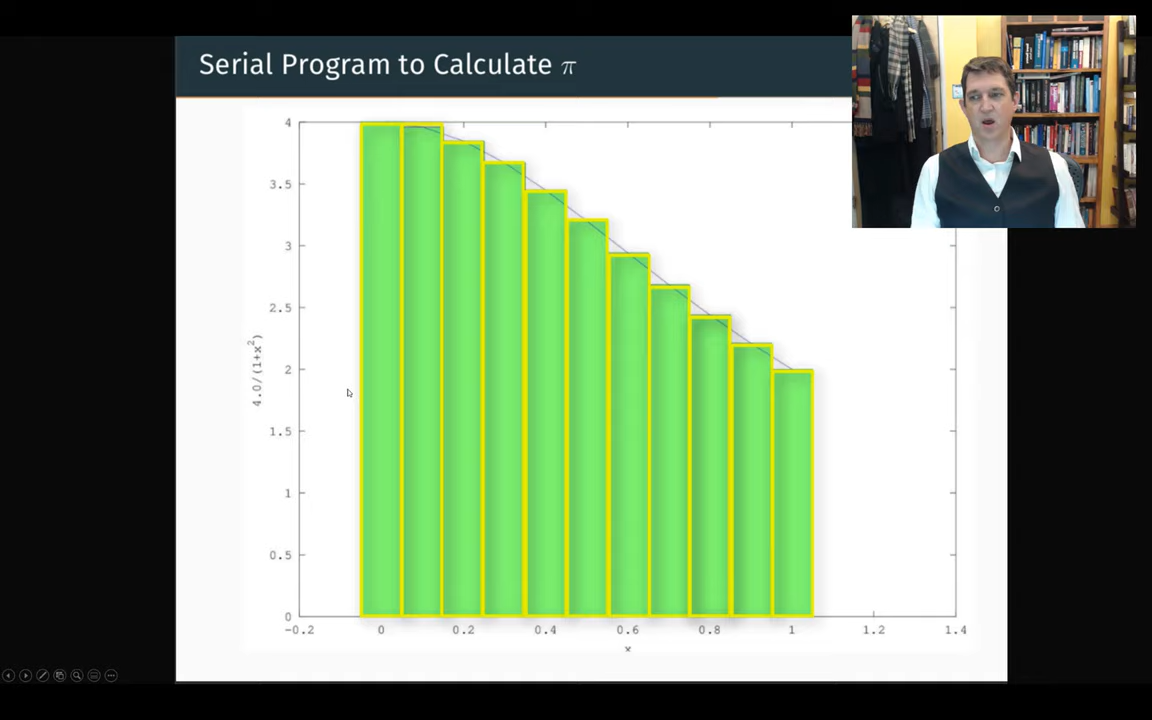 Serial Program to Calculate π
4
3.5
3
2.5
2
1.5
1
0.5
0
4.0/(1+x²)
−0.2 0 0.2 0.4 0.6 0.8 1 1.2 1.4
x